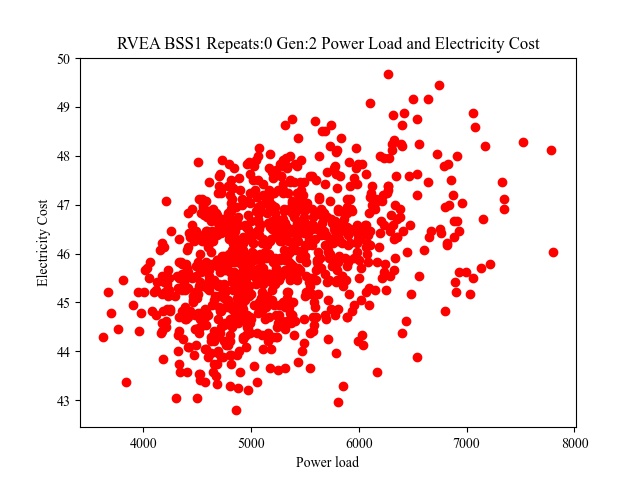 RVEA BSS1 Repeats:0 Gen:2 Power Load and Electricity Cost
50
49
48
47
46
45
44
43
Electricity Cost
4000 5000 6000 7000 8000
Power load